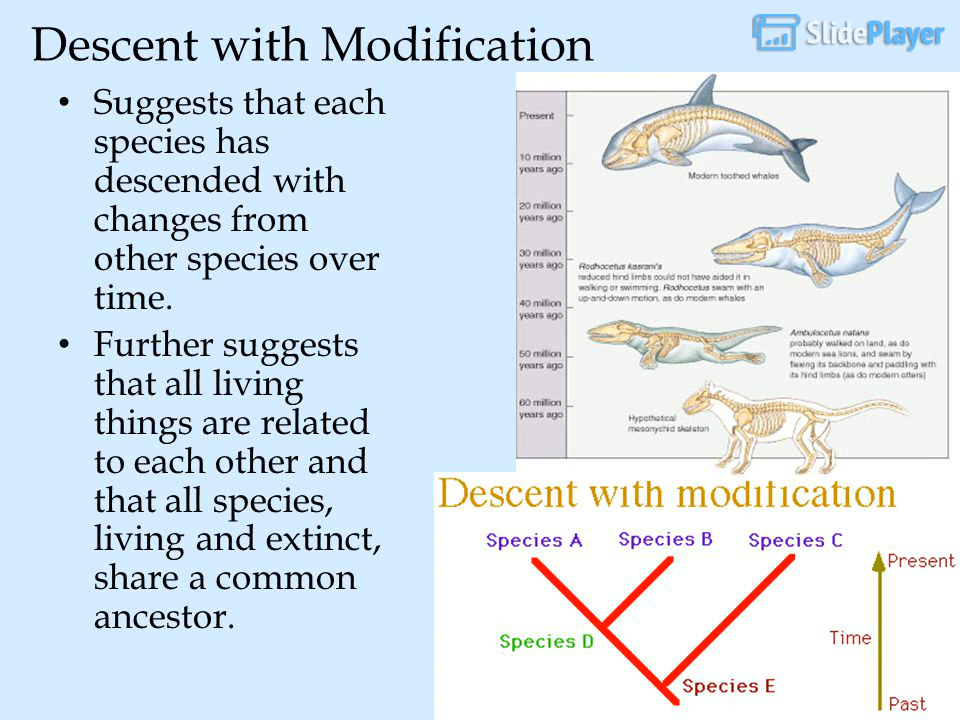 Descent with Modification
SlidePlayer
• Suggests that each
species has
descended with
changes from
other species over
time.
• Further suggests
that all living
things are related
to each other and
that all species,
living and extinct,
share a common
ancestor.
Present
10 million
years ago
20 million
years ago
30 million
years ago
40 million
years ago
50 million
years ago
60 million
years ago
Modern toothed whales
Rodhocetus kasrani's
reduced hind limbs could not have aided it in
walking or swimming. Rodhocetus swam with an
up-and-down motion, as do modern whales
Ambulocetus natans
probably walked on land, as do
modern sea lions, and swam by
flexing its backbone and paddling with
its hind limbs (as do modern otters)
Hypothetical
mesonychid skeleton
Descent with modification
Species A
Species B
Species C
Species D
Species E
Present
Time
Past